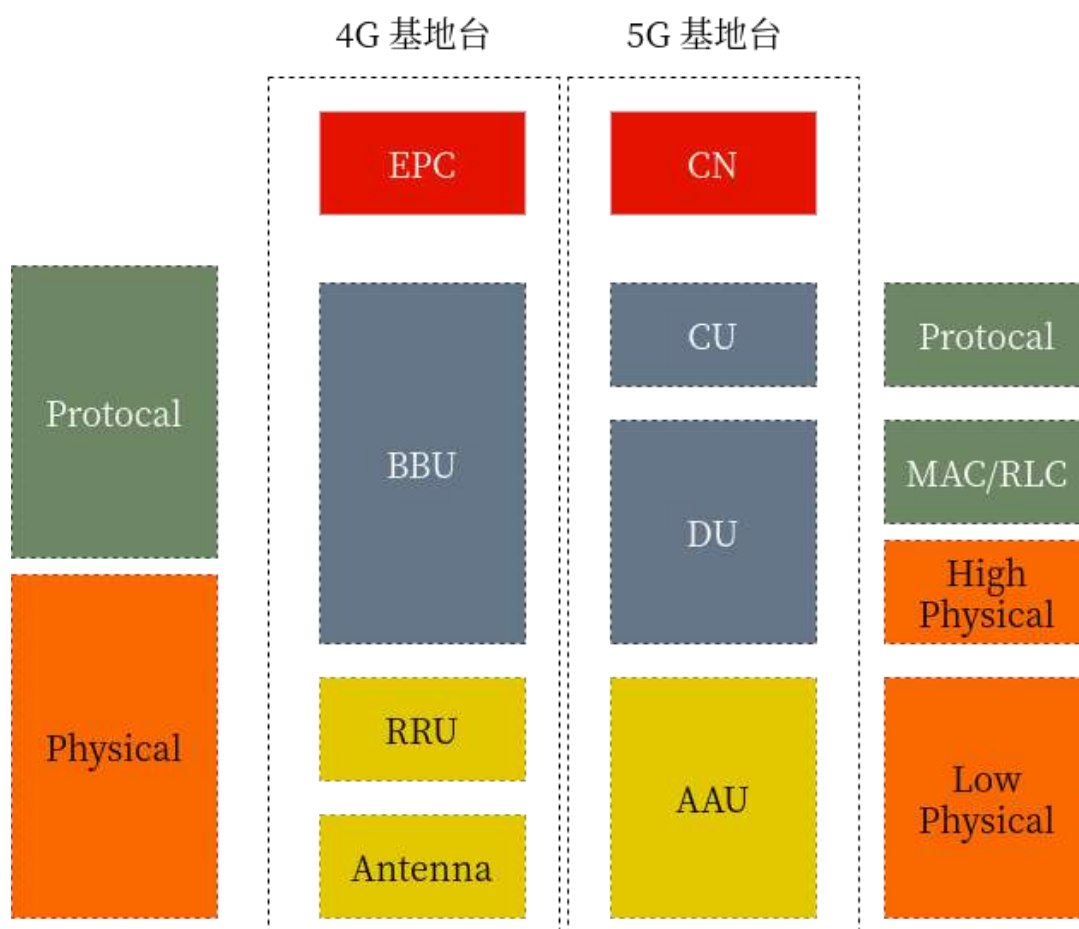 4G 基地台
5G 基地台
EPC
CN
Protocal
BBU
CU
Protocal
DU
MAC/RLC
High
Physical
Physical
RRU
Antenna
AAU
Low
Physical